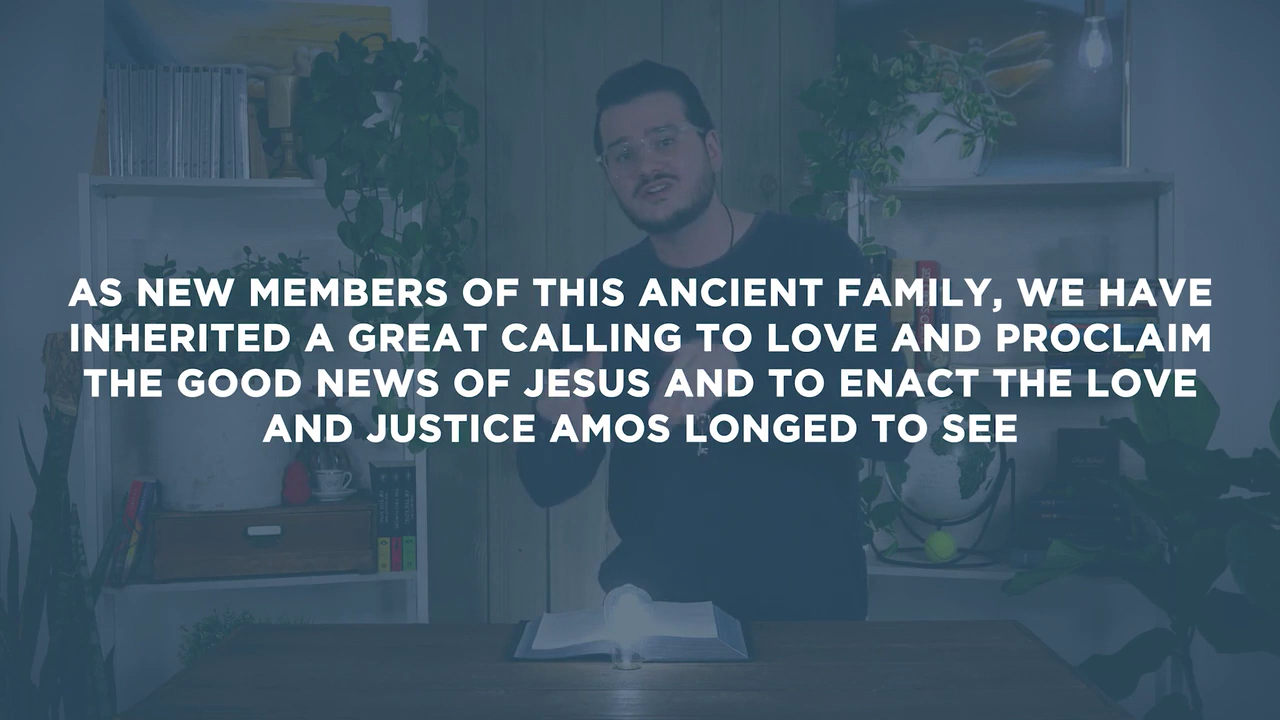 AS NEW MEMBERS OF THIS ANCIENT FAMILY, WE HAVE
INHERITED A GREAT CALLING TO LOVE AND PROCLAIM
THE GOOD NEWS OF JESUS AND TO ENACT THE LOVE
AND JUSTICE AMOS LONGED TO SEE